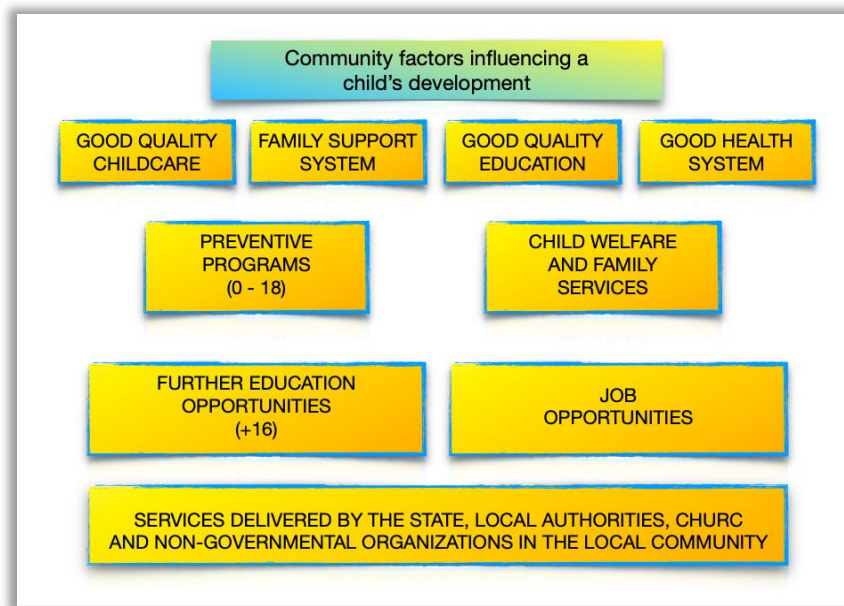 Community factors influencing a
child's development
GOOD QUALITY
CHILDCARE
FAMILY SUPPORT
SYSTEM
GOOD QUALITY
EDUCATION
GOOD HEALTH
SYSTEM
PREVENTIVE
PROGRAMS
(0 - 18)
CHILD WELFARE
AND FAMILY
SERVICES
FURTHER EDUCATION
OPPORTUNITIES
(+16)
JOB
OPPORTUNITIES
SERVICES DELIVERED BY THE STATE, LOCAL AUTHORITIES, CHURC
AND NON-GOVERNMENTAL ORGANIZATIONS IN THE LOCAL COMMUNITY